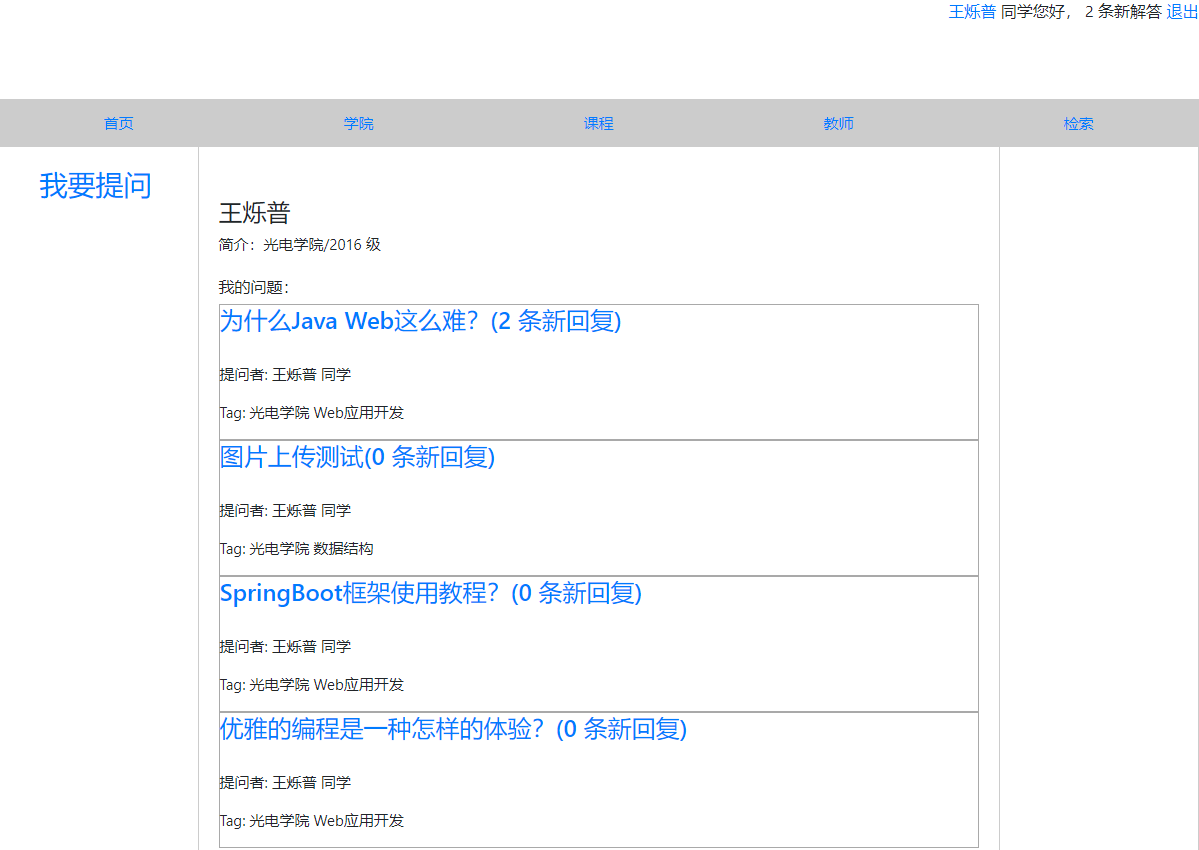 王烁普 同学您好， 2 条新解答 退出
首页 学院 课程 教师 检索
我要提问
王烁普
简介：光电学院/2016 级
我的问题：
为什么Java Web这么难？(2 条新回复)
提问者: 王烁普 同学
Tag: 光电学院 Web应用开发
图片上传测试(0 条新回复)
提问者: 王烁普 同学
Tag: 光电学院 数据结构
SpringBoot框架使用教程？(0 条新回复)
提问者: 王烁普 同学
Tag: 光电学院 Web应用开发
优雅的编程是一种怎样的体验？(0 条新回复)
提问者: 王烁普 同学
Tag: 光电学院 Web应用开发